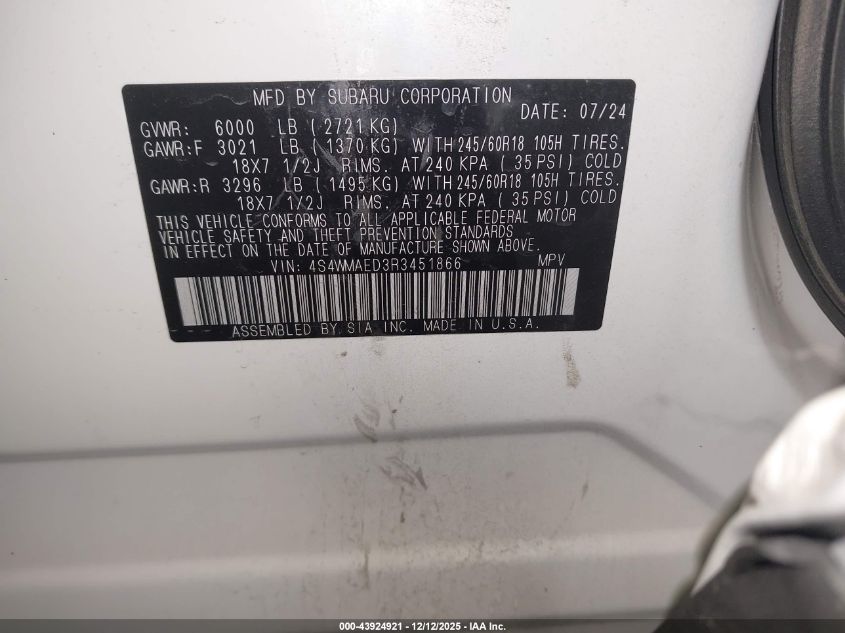 MFD BY SUBARU CORPORATION
DATE: 07/24
GVWR: 6000 LB ( 2721 KG)
GAWR:F 3021 LB ( 1370 KG) WITH 245/60R18 105H TIRES.
18X7 1/2J RIMS. AT 240 KPA ( 35 PSI) COLD
GAWR:R 3296 LB ( 1495 KG) WITH 245/60R18 105H TIRES.
18X7 1/2J RIMS. AT 240 KPA ( 35 PSI) COLD
THIS VEHICLE CONFORMS TO ALL APPLICABLE FEDERAL MOTOR
VEHICLE SAFETY AND THEFT PREVENTION STANDARDS
IN EFFECT ON THE DATE OF MANUFACTURE SHOWN ABOVE.
VIN: 4S4WMAED3R3451866 MPV
ASSEMBLED BY SIA INC. MADE IN U.S.A.
000-43924921 - 12/12/2025 - IAA Inc.